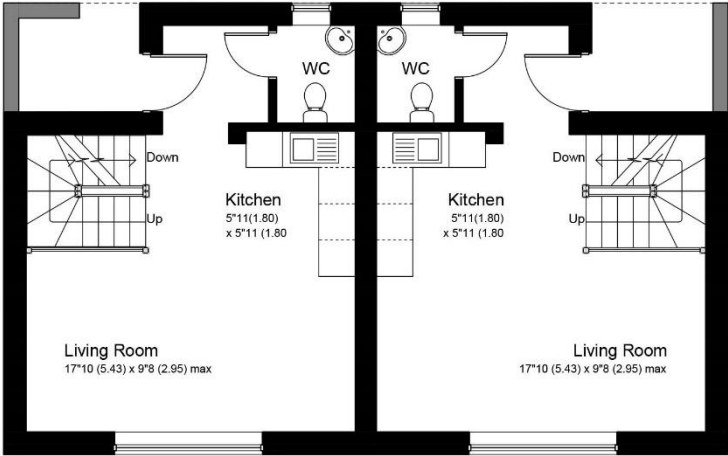 WC
WC
Down
Up
Kitchen
5"11(1.80)
x 5"11 (1.80
Kitchen
5"11(1.80)
x 5"11 (1.80
Down
Up
Living Room
17"10 (5.43) x 9"8 (2.95) max
Living Room
17"10 (5.43) x 9"8 (2.95) max